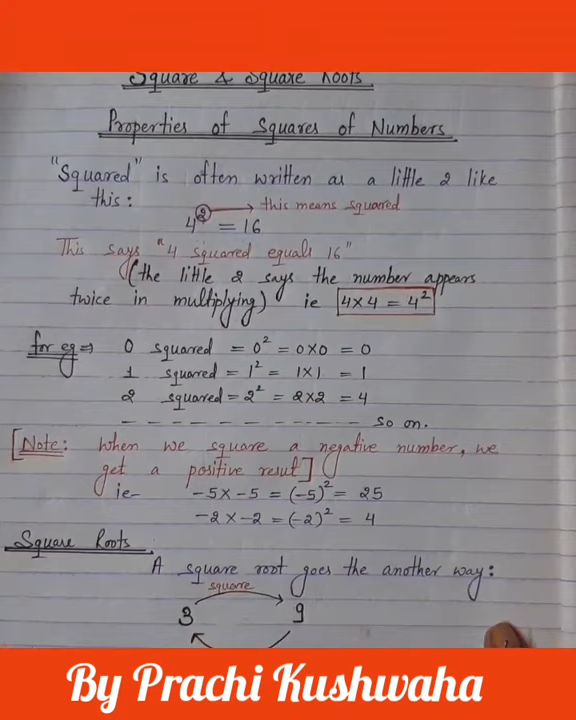 Square & Square Roots
Properties of Squares of Numbers
"Squared" is often written as a little 2 like
this:
4² = 16 → this means squared
This says "4 squared equals 16"
(the little 2 says the number appears
twice in multiplying) ie 4×4 = 4²
for eg ⇒ 0 squared = 0² = 0×0 = 0
1 squared = 1² = 1×1 = 1
2 squared = 2² = 2×2 = 4
- - - - - - - - - - - - so on.
[Note: When we square a negative number, we
get a positive resut]
ie- -5×-5 = (-5)² = 25
-2×-2 = (-2)² = 4
Square Roots
A square root goes the another way:
square
3 9
By Prachi Kushwaha